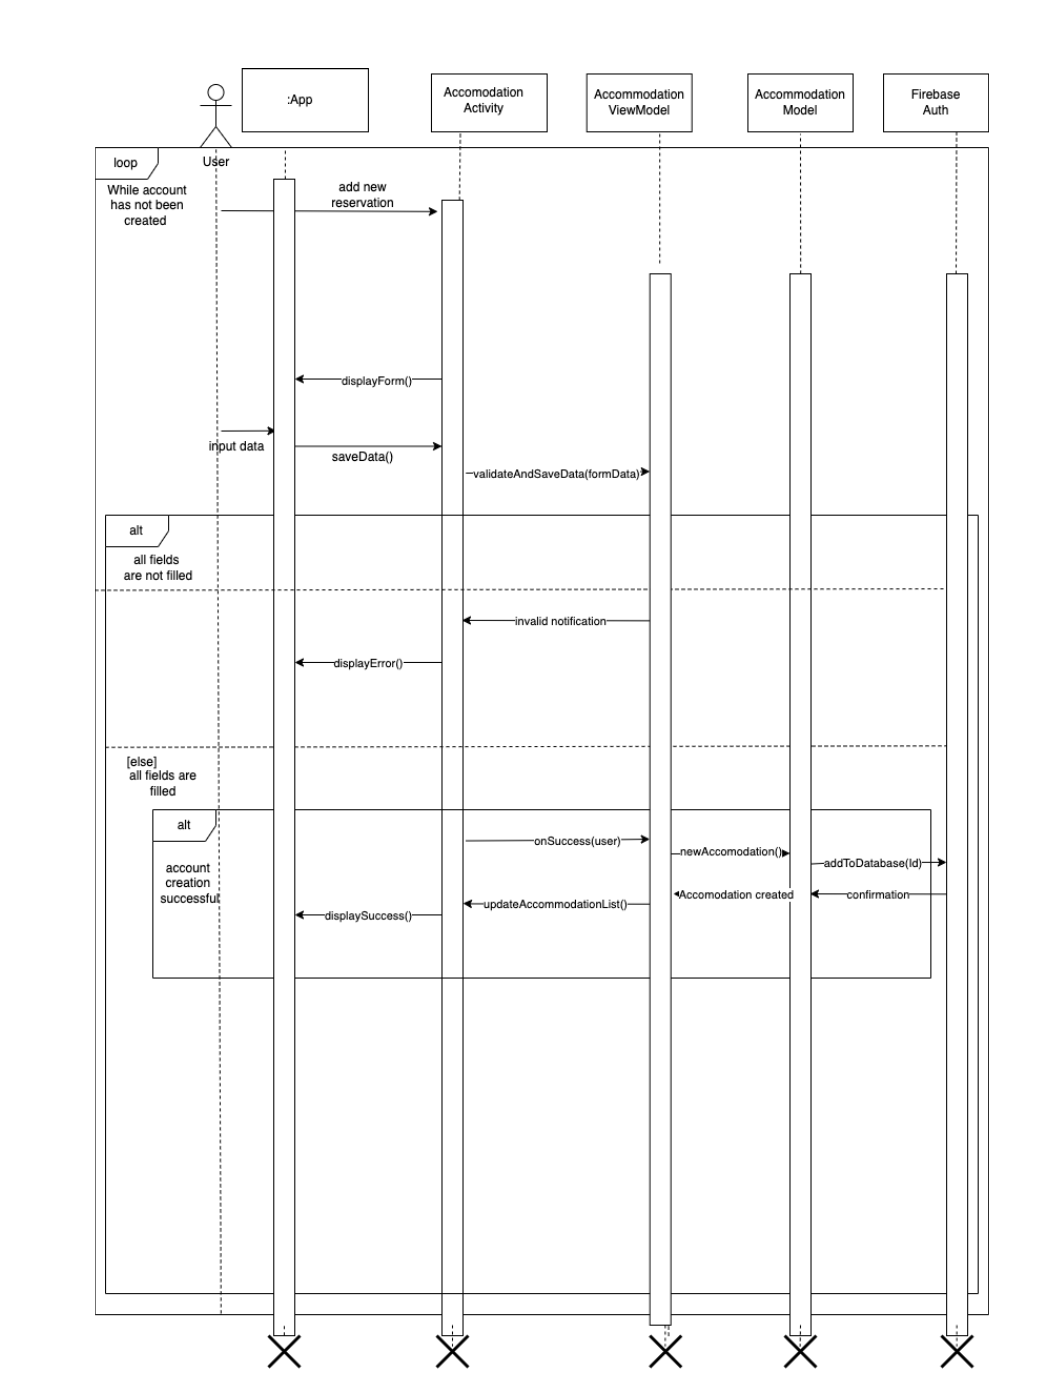 :App
Accomodation
Activity
Accommodation
ViewModel
Accommodation
Model
Firebase
Auth
User
loop
While account
has not been
created
add new
reservation
displayForm()
input data
saveData()
validateAndSaveData(formData)
alt
all fields
are not filled
invalid notification
displayError()
[else]
all fields are
filled
alt
account
creation
successful
onSuccess(user)
newAccomodation()
addToDatabase(Id)
confirmation
Accomodation created
updateAccommodationList()
displaySuccess()